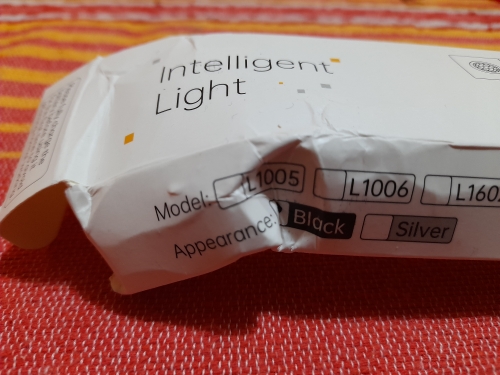 Intelligent
Light
Model: L1005 L1006
Appearance: Black Silver